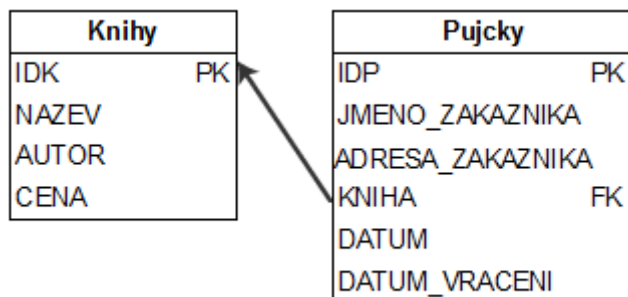 Knihy
IDK PK
NAZEV
AUTOR
CENA
Pujcky
IDP PK
JMENO_ZAKAZNIKA
ADRESA_ZAKAZNIKA
KNIHA FK
DATUM
DATUM_VRACENI